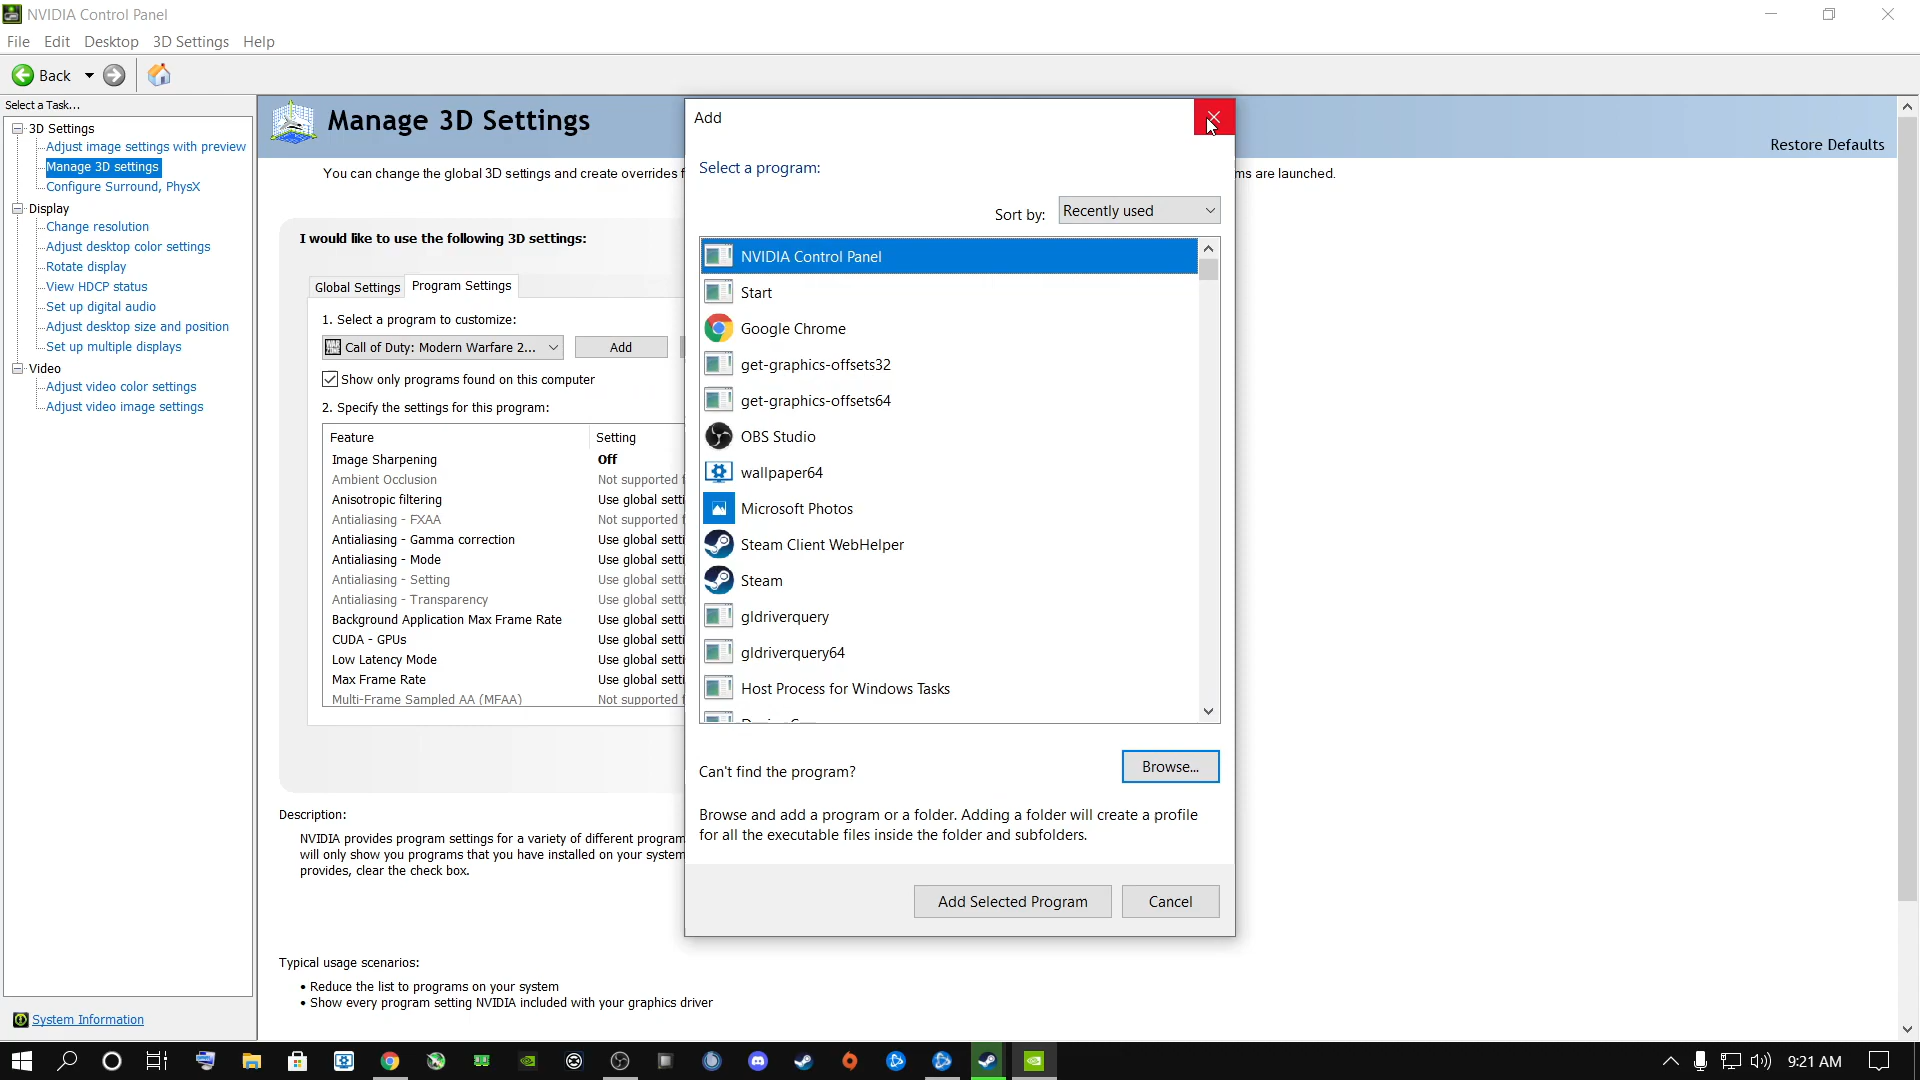 NVIDIA Control Panel
File Edit Desktop 3D Settings Help
Back
Select a Task...
3D Settings
Adjust image settings with preview
Manage 3D settings
Configure Surround, PhysX
Display
Change resolution
Adjust desktop color settings
Rotate display
View HDCP status
Set up digital audio
Adjust desktop size and position
Set up multiple displays
Video
Adjust video color settings
Adjust video image settings
System Information
Manage 3D Settings
Restore Defaults
You can change the global 3D settings and create overrides f
ms are launched.
I would like to use the following 3D settings:
Global Settings Program Settings
1. Select a program to customize:
Call of Duty: Modern Warfare 2... Add
Show only programs found on this computer
2. Specify the settings for this program:
Feature Setting
Image Sharpening Off
Ambient Occlusion Not supported f
Anisotropic filtering Use global setti
Antialiasing - FXAA Not supported f
Antialiasing - Gamma correction Use global setti
Antialiasing - Mode Use global setti
Antialiasing - Setting Use global setti
Antialiasing - Transparency Use global setti
Background Application Max Frame Rate Use global setti
CUDA - GPUs Use global setti
Low Latency Mode Use global setti
Max Frame Rate Use global setti
Multi-Frame Sampled AA (MFAA) Not supported f
Description:
NVIDIA provides program settings for a variety of different program
will only show you programs that you have installed on your system
provides, clear the check box.
Typical usage scenarios:
• Reduce the list to programs on your system
• Show every program setting NVIDIA included with your graphics driver
Add
Select a program:
Sort by: Recently used
NVIDIA Control Panel
Start
Google Chrome
get-graphics-offsets32
get-graphics-offsets64
OBS Studio
wallpaper64
Microsoft Photos
Steam Client WebHelper
Steam
gldriverquery
gldriverquery64
Host Process for Windows Tasks
Can't find the program? Browse...
Browse and add a program or a folder. Adding a folder will create a profile
for all the executable files inside the folder and subfolders.
Add Selected Program Cancel
9:21 AM